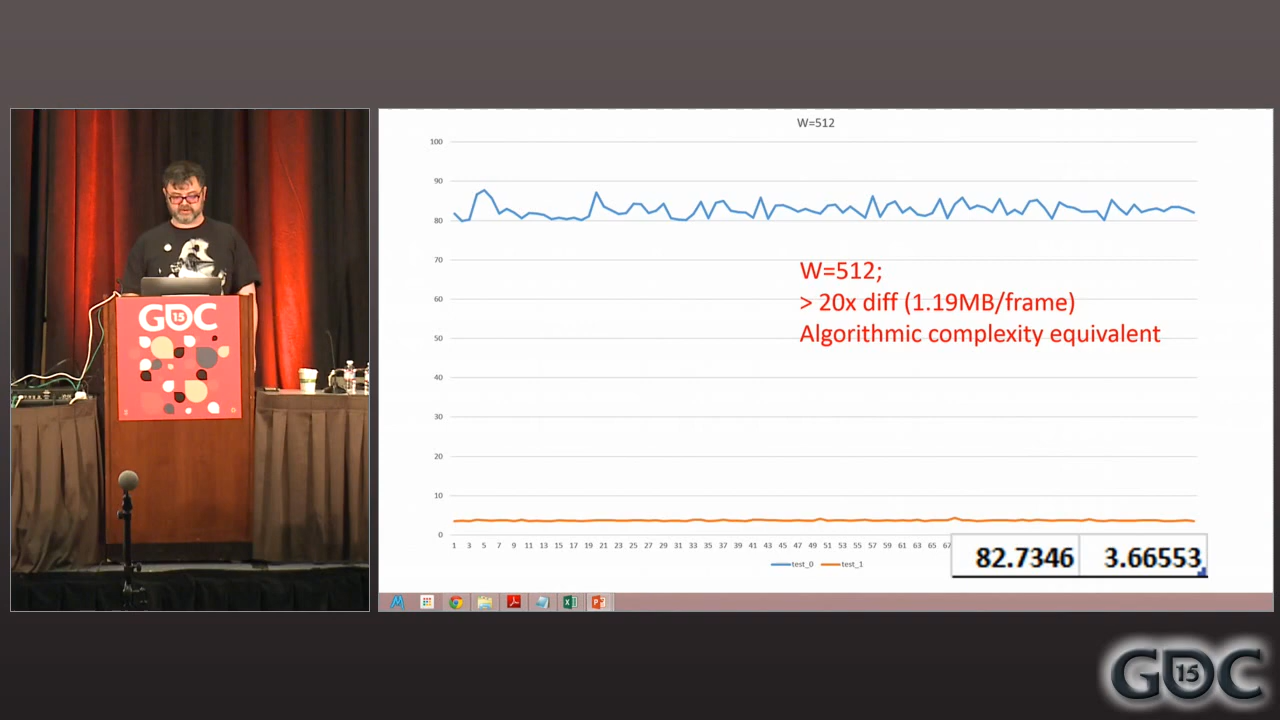 GDC
15
W=512
100
90
80
70
60
50
40
30
20
10
0
W=512;
> 20x diff (1.19MB/frame)
Algorithmic complexity equivalent
1 3 5 7 9 11 13 15 17 19 21 23 25 27 29 31 33 35 37 39 41 43 45 47 49 51 53 55 57 59 61 63 65 67
test_0 test_1
82.7346 3.66553
GDC
15